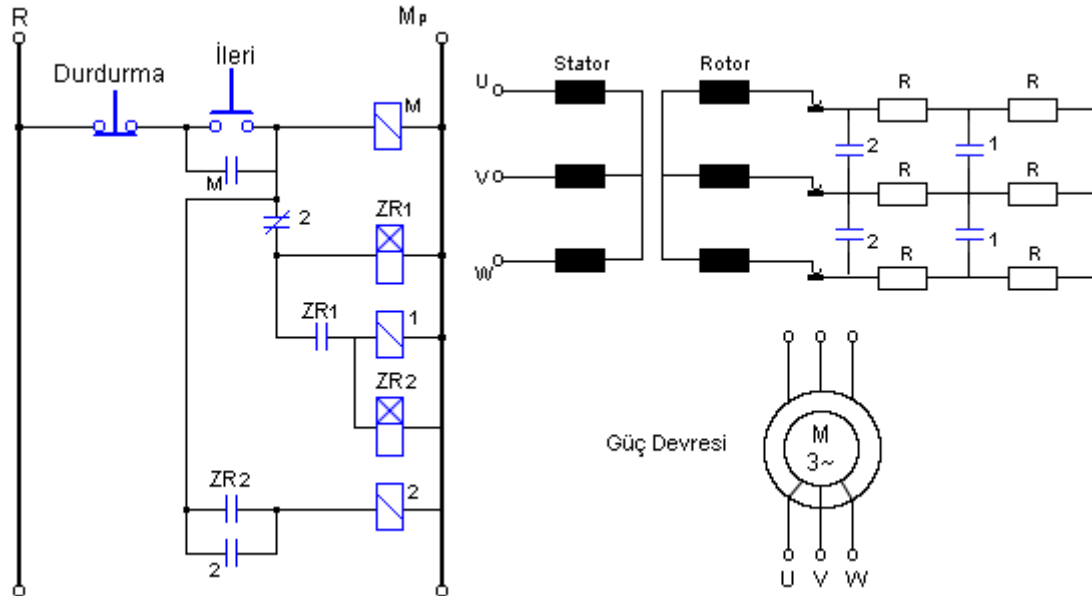 R
Mp
Durdurma
İleri
M
M
2
ZR1
ZR1
1
ZR2
ZR2
2
2
Stator
Rotor
U
V
W
R
R
2
1
R
R
2
1
R
R
Güç Devresi
M
3~
U V W